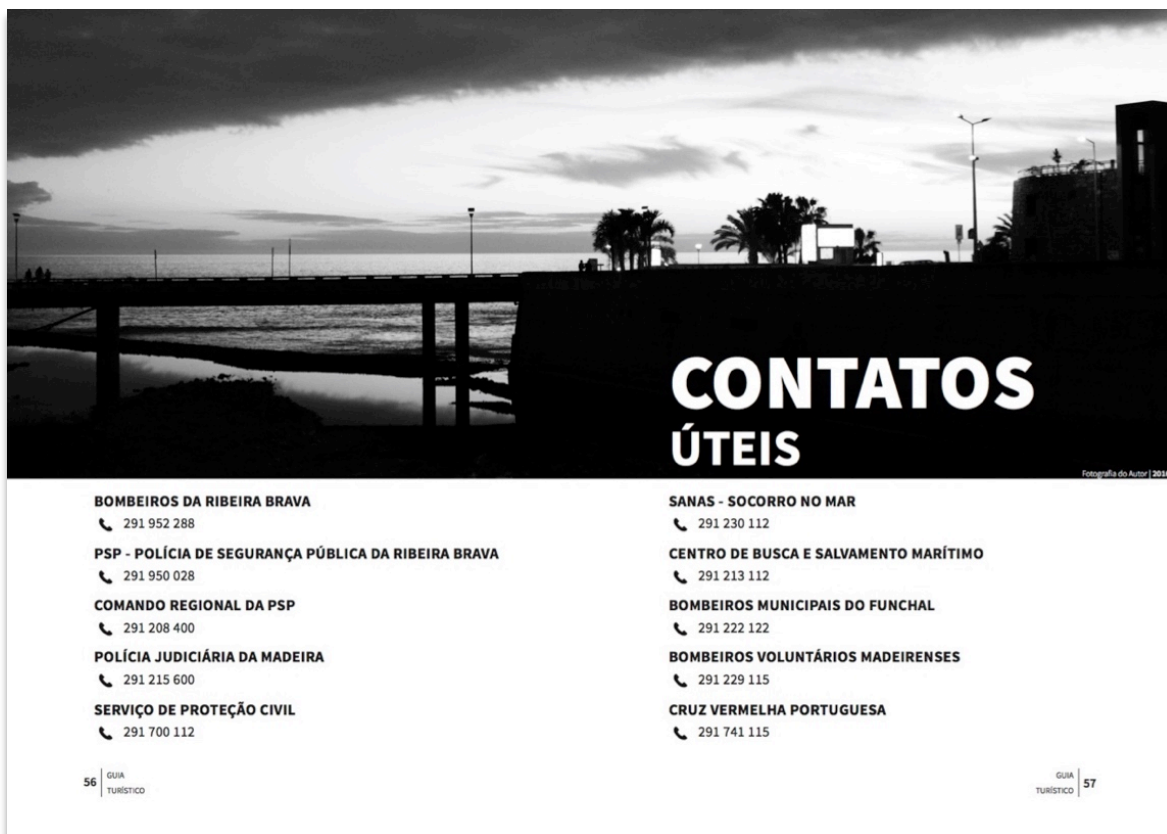 CONTATOS
ÚTEIS
Fotografia do Autor | 2016
BOMBEIROS DA RIBEIRA BRAVA
291 952 288
PSP - POLÍCIA DE SEGURANÇA PÚBLICA DA RIBEIRA BRAVA
291 950 028
COMANDO REGIONAL DA PSP
291 208 400
POLÍCIA JUDICIÁRIA DA MADEIRA
291 215 600
SERVIÇO DE PROTEÇÃO CIVIL
291 700 112
SANAS - SOCORRO NO MAR
291 230 112
CENTRO DE BUSCA E SALVAMENTO MARÍTIMO
291 213 112
BOMBEIROS MUNICIPAIS DO FUNCHAL
291 222 122
BOMBEIROS VOLUNTÁRIOS MADEIRENSES
291 229 115
CRUZ VERMELHA PORTUGUESA
291 741 115
56 GUIA
TURÍSTICO
GUIA 57
TURÍSTICO